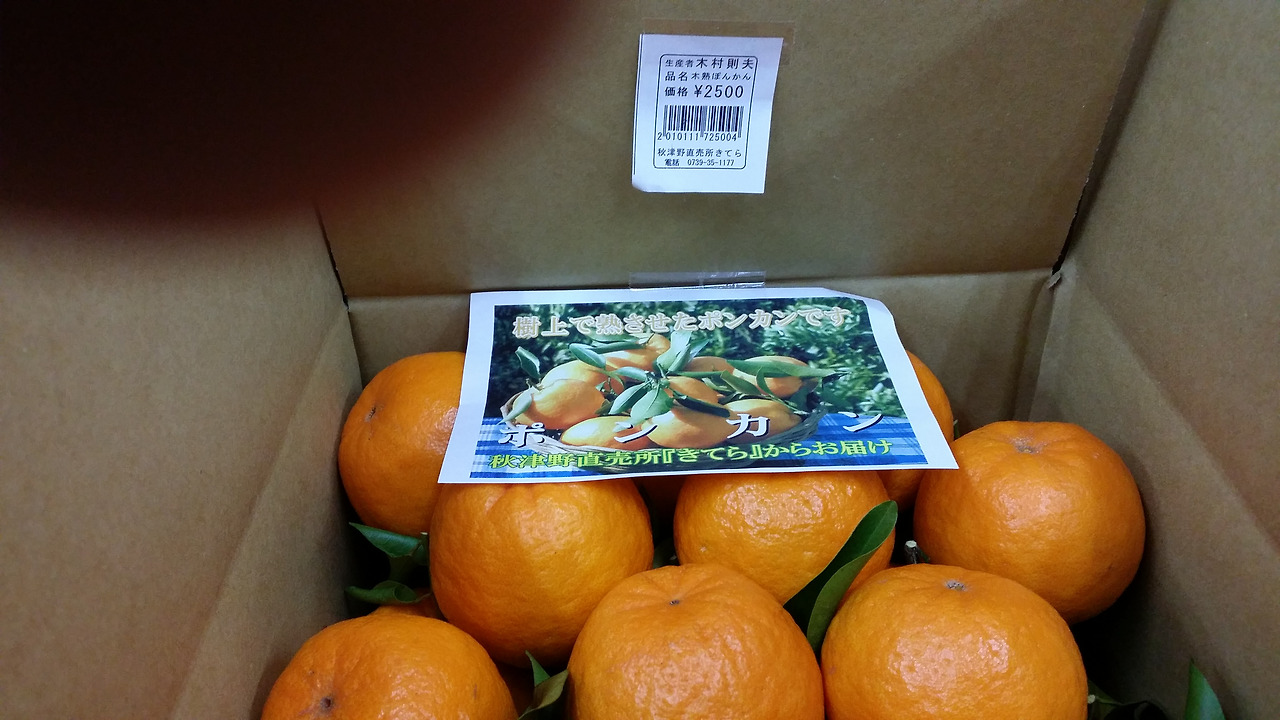 生産者 木村則夫
品名 木熟ぽんかん
価格 ¥2500
2 010111 725004
秋津野直売所きてら
電話 0739-35-1177
樹上で熟させたポンカンです
ポンカン
秋津野直売所『きてら』からお届け